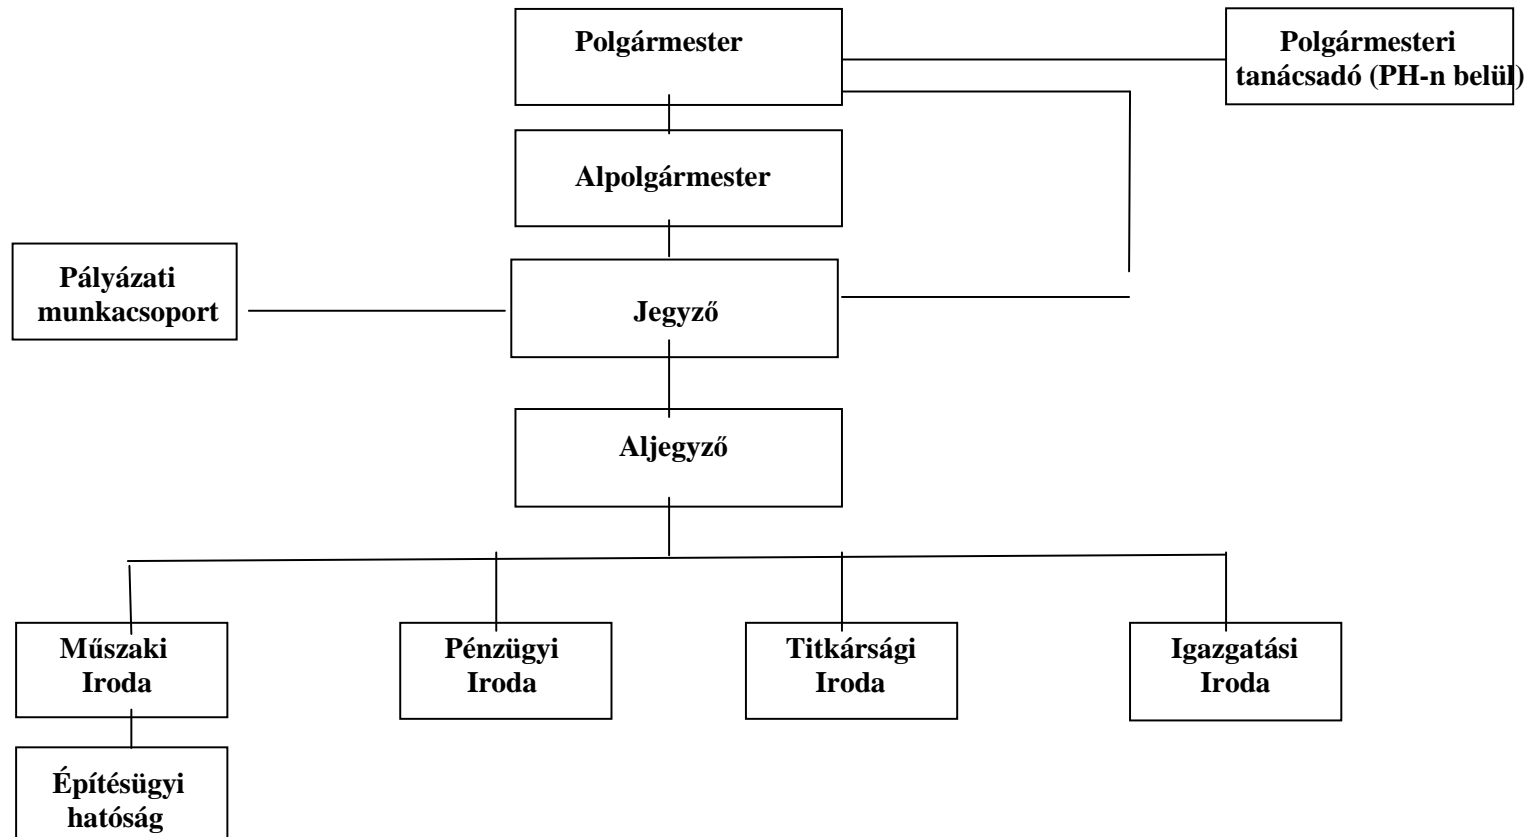 Polgármester
Polgármesteri
tanácsadó (PH-n belül)
Alpolgármester
Pályázati
munkacsoport
Jegyző
Aljegyző
Műszaki
Iroda
Pénzügyi
Iroda
Titkársági
Iroda
Igazgatási
Iroda
Építésügyi
hatóság